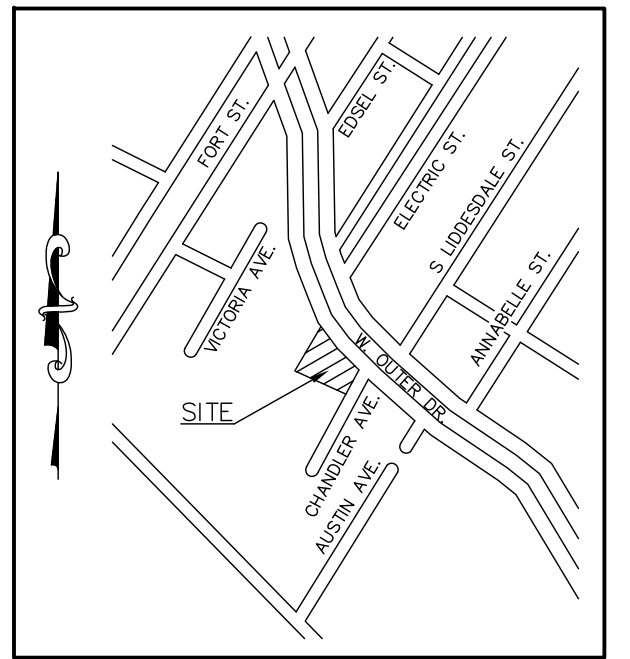 FORT ST.
EDSEL ST.
ELECTRIC ST.
S LIDDESDALE ST.
ANNABELLE ST.
VICTORIA AVE.
W. OUTER DR.
SITE
CHANDLER AVE.
AUSTIN AVE.